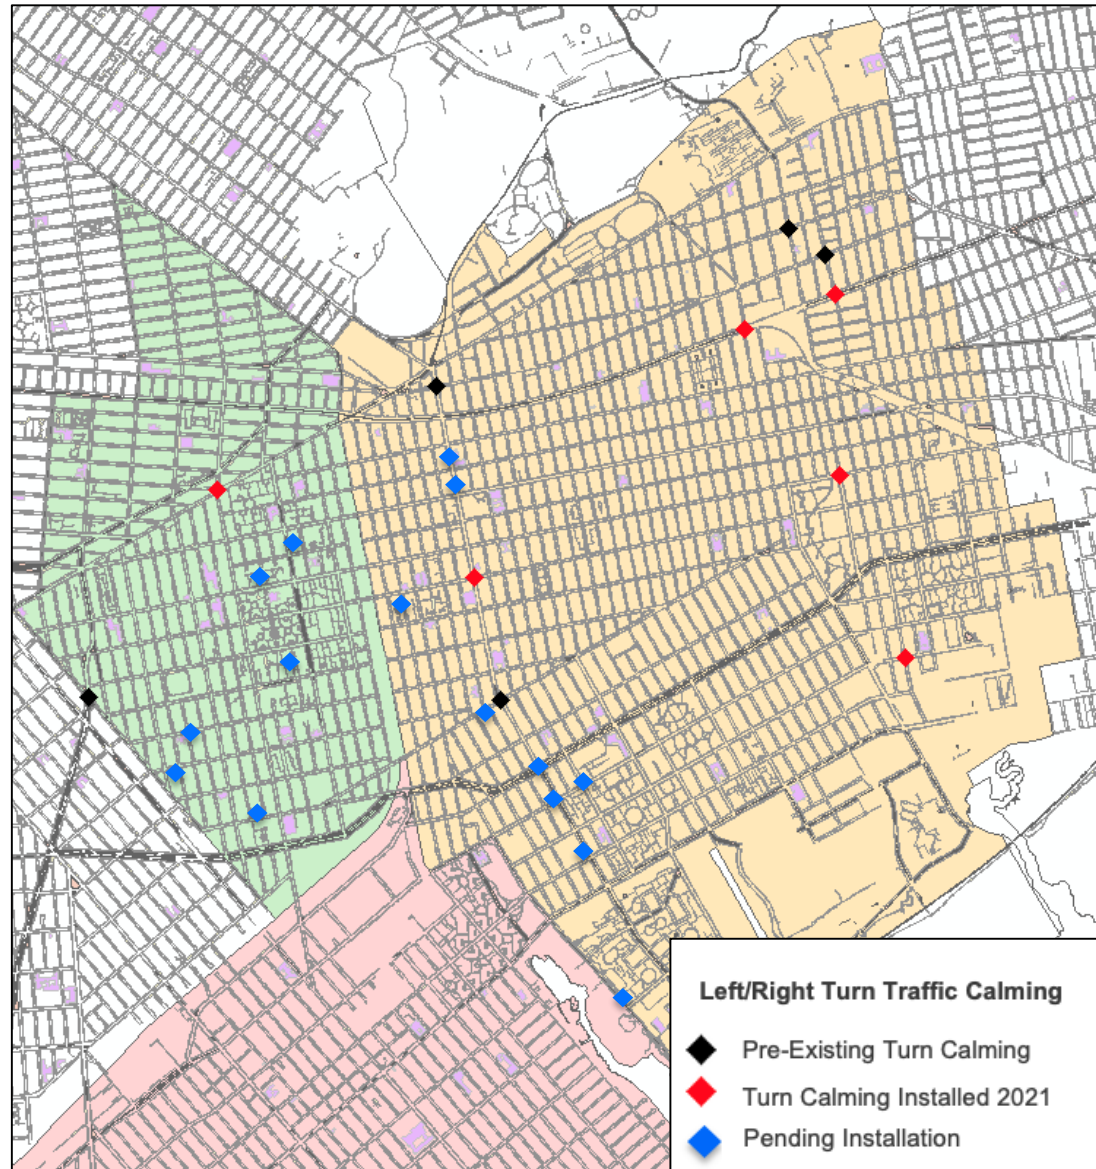 Left/Right Turn Traffic Calming
Pre-Existing Turn Calming
Turn Calming Installed 2021
Pending Installation